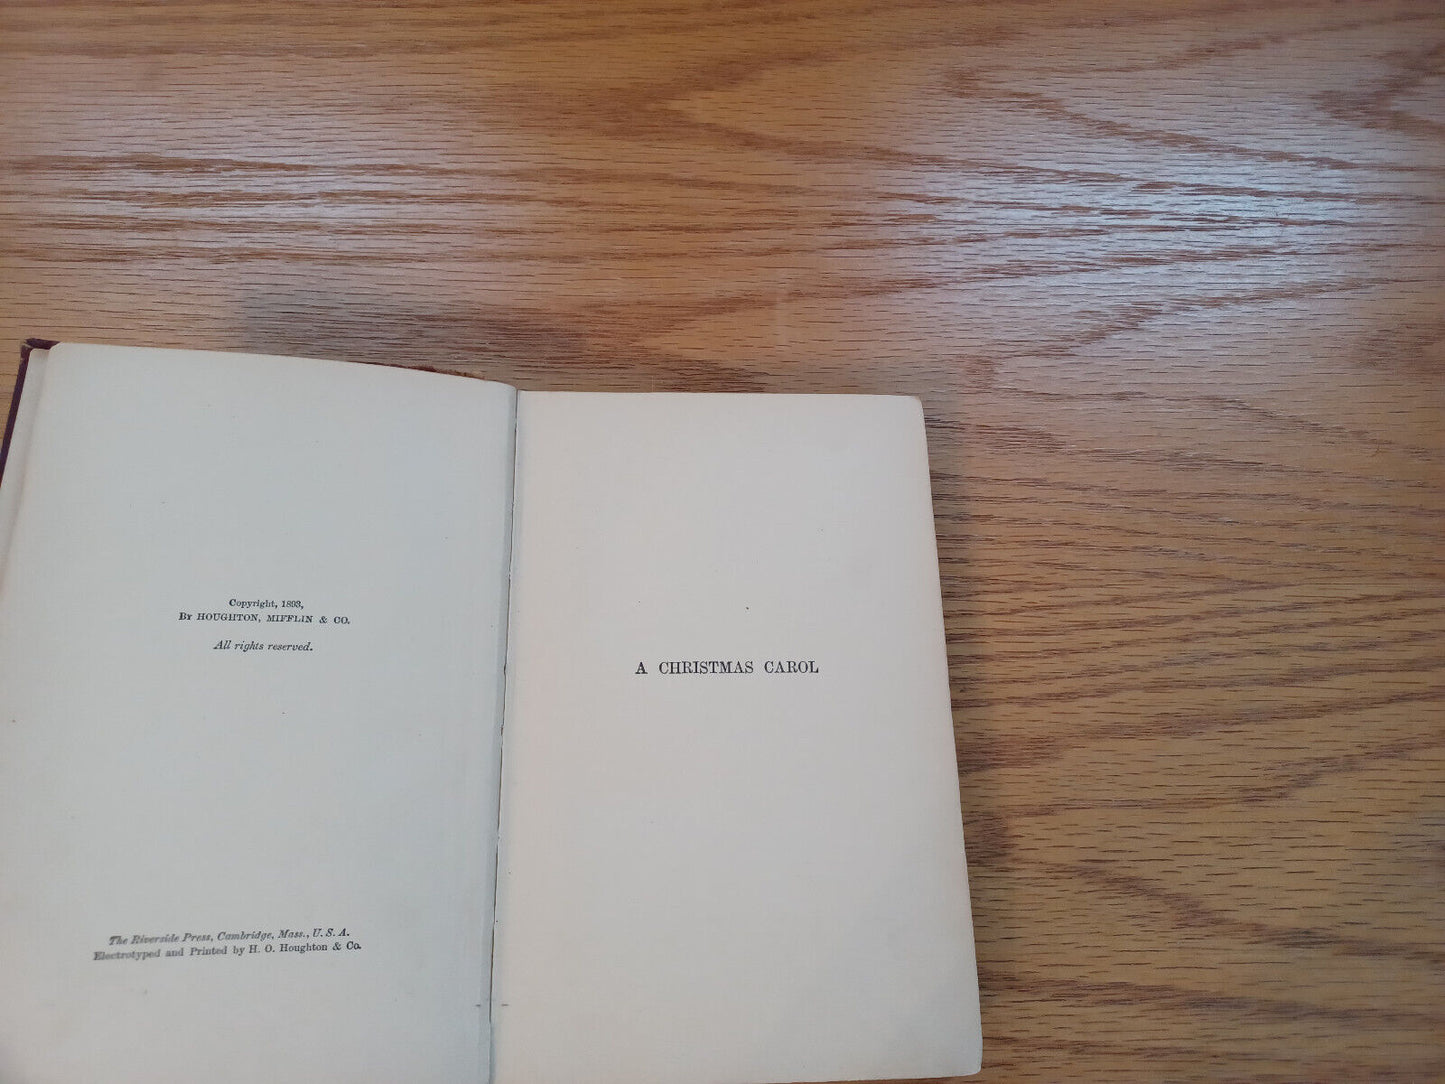 Copyright, 1893,
By HOUGHTON, MIFFLIN & CO.
All rights reserved.
The Riverside Press, Cambridge, Mass., U. S. A.
Electrotyped and Printed by H. O. Houghton & Co.
A CHRISTMAS CAROL